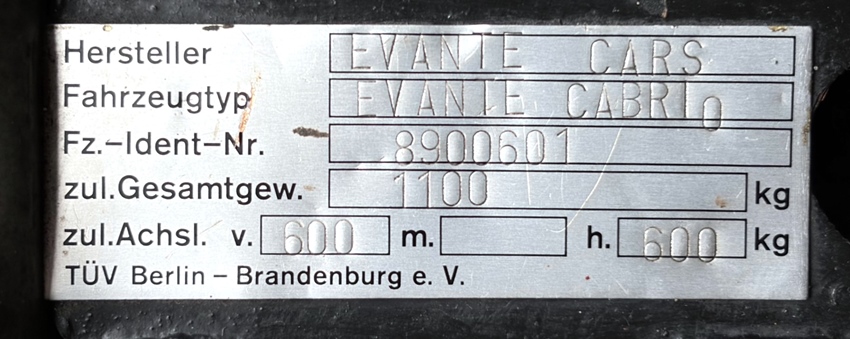 Hersteller EVANTE CARS
Fahrzeugtyp EVANTE CABRIO
Fz.-Ident-Nr. 8900601
zul.Gesamtgew. 1100 kg
zul.Achsl. v. 600 m. h. 600 kg
TÜV Berlin - Brandenburg e. V.